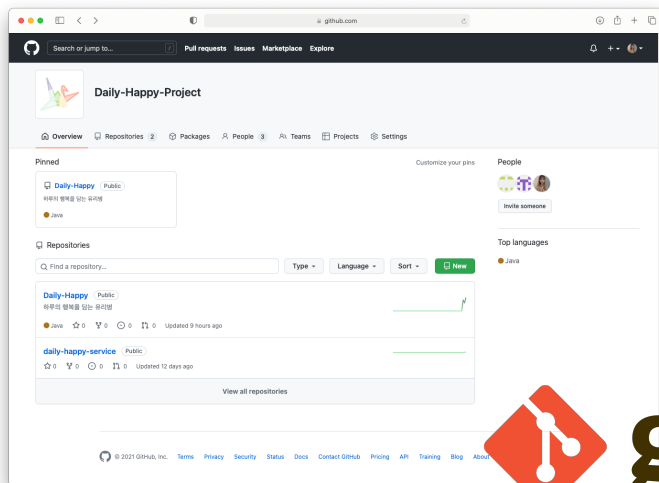 github.com
Search or jump to... / Pull requests Issues Marketplace Explore
Daily-Happy-Project
Overview Repositories 2 Packages People 3 Teams Projects Settings
Pinned Customize your pins People
Daily-Happy Public
하루의 행복을 담는 유리병
Java
Invite someone
Repositories
Top languages
Find a repository... Type Language Sort New
Java
Daily-Happy Public
하루의 행복을 담는 유리병
Java 0 0 0 0 Updated 9 hours ago
daily-happy-service Public
0 0 0 0 Updated 12 days ago
View all repositories
© 2021 GitHub, Inc. Terms Privacy Security Status Docs Contact GitHub Pricing API Training Blog About